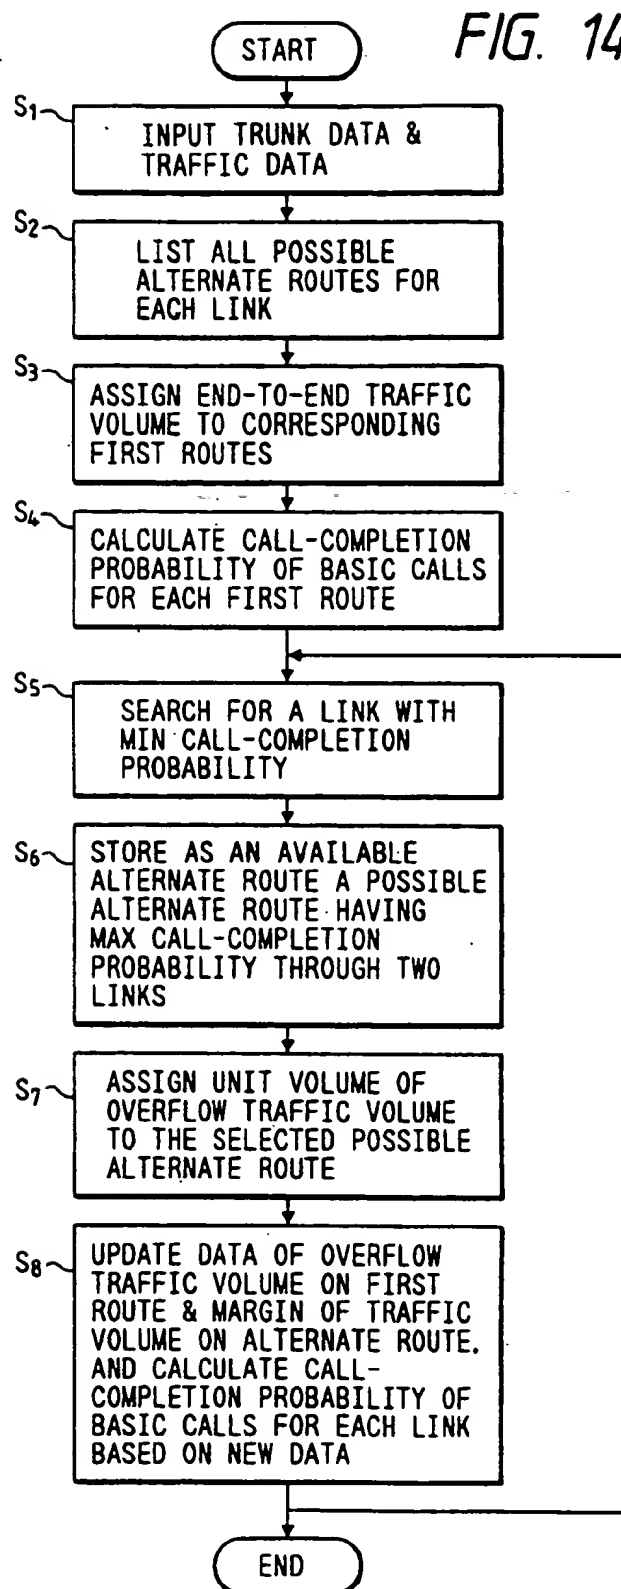 FIG. 14
START
S1
INPUT TRUNK DATA &
TRAFFIC DATA
S2
LIST ALL POSSIBLE
ALTERNATE ROUTES FOR
EACH LINK
S3
ASSIGN END-TO-END TRAFFIC
VOLUME TO CORRESPONDING
FIRST ROUTES
S4
CALCULATE CALL-COMPLETION
PROBABILITY OF BASIC CALLS
FOR EACH FIRST ROUTE
S5
SEARCH FOR A LINK WITH
MIN CALL-COMPLETION
PROBABILITY
S6
STORE AS AN AVAILABLE
ALTERNATE ROUTE A POSSIBLE
ALTERNATE ROUTE HAVING
MAX CALL-COMPLETION
PROBABILITY THROUGH TWO
LINKS
S7
ASSIGN UNIT VOLUME OF
OVERFLOW TRAFFIC VOLUME
TO THE SELECTED POSSIBLE
ALTERNATE ROUTE
S8
UPDATE DATA OF OVERFLOW
TRAFFIC VOLUME ON FIRST
ROUTE & MARGIN OF TRAFFIC
VOLUME ON ALTERNATE ROUTE.
AND CALCULATE CALL-
COMPLETION PROBABILITY OF
BASIC CALLS FOR EACH LINK
BASED ON NEW DATA
END